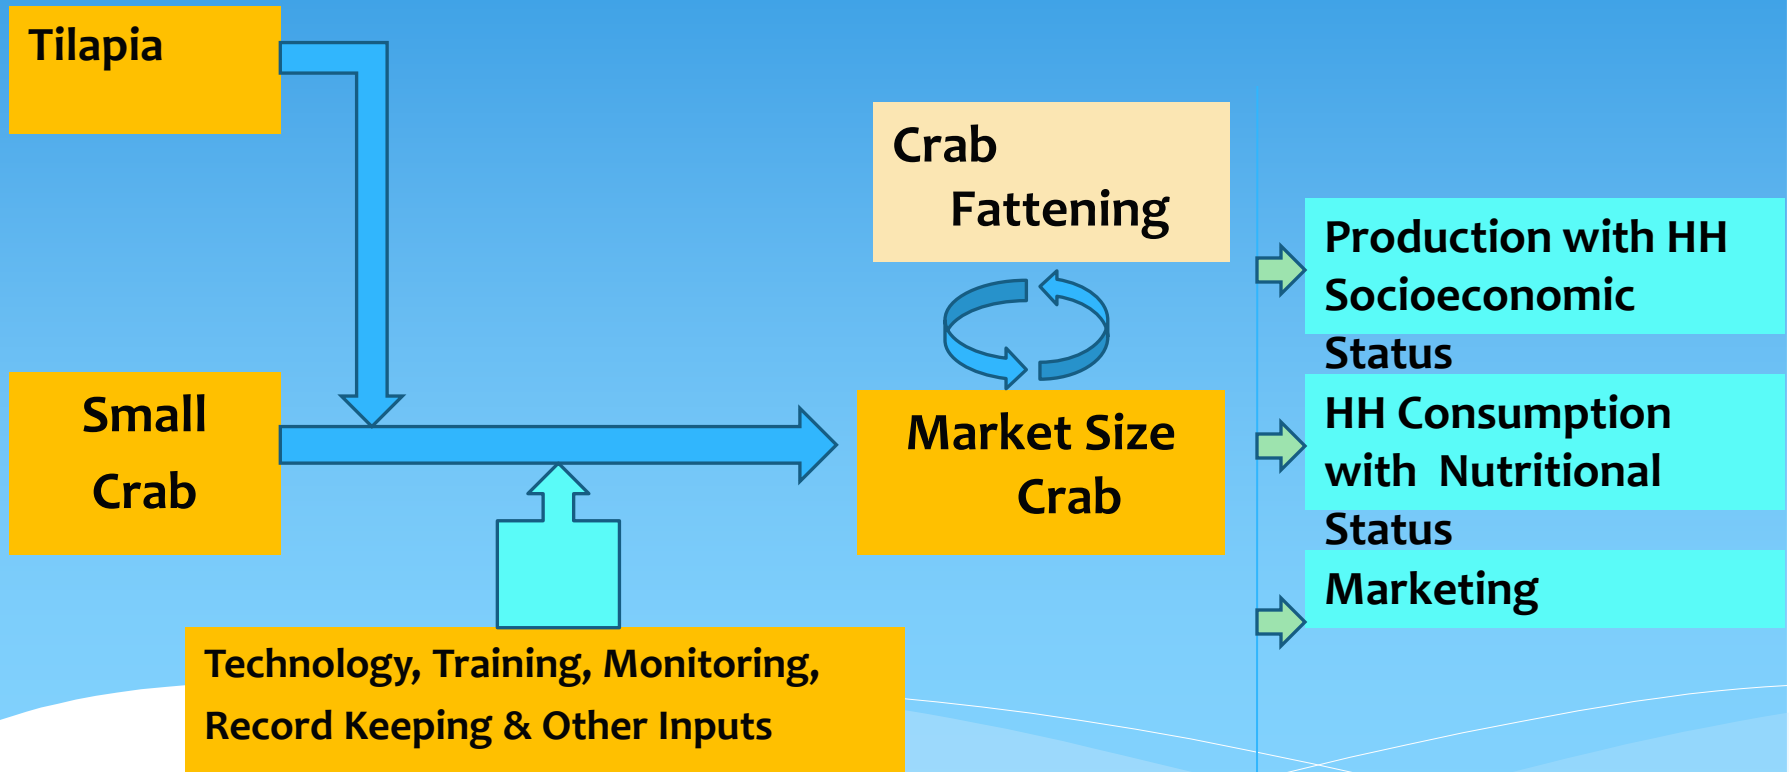 Tilapia
Crab
Fattening
Small
Crab
Market Size
Crab
Technology, Training, Monitoring,
Record Keeping & Other Inputs
Production with HH
Socioeconomic
Status
HH Consumption
with Nutritional
Status
Marketing